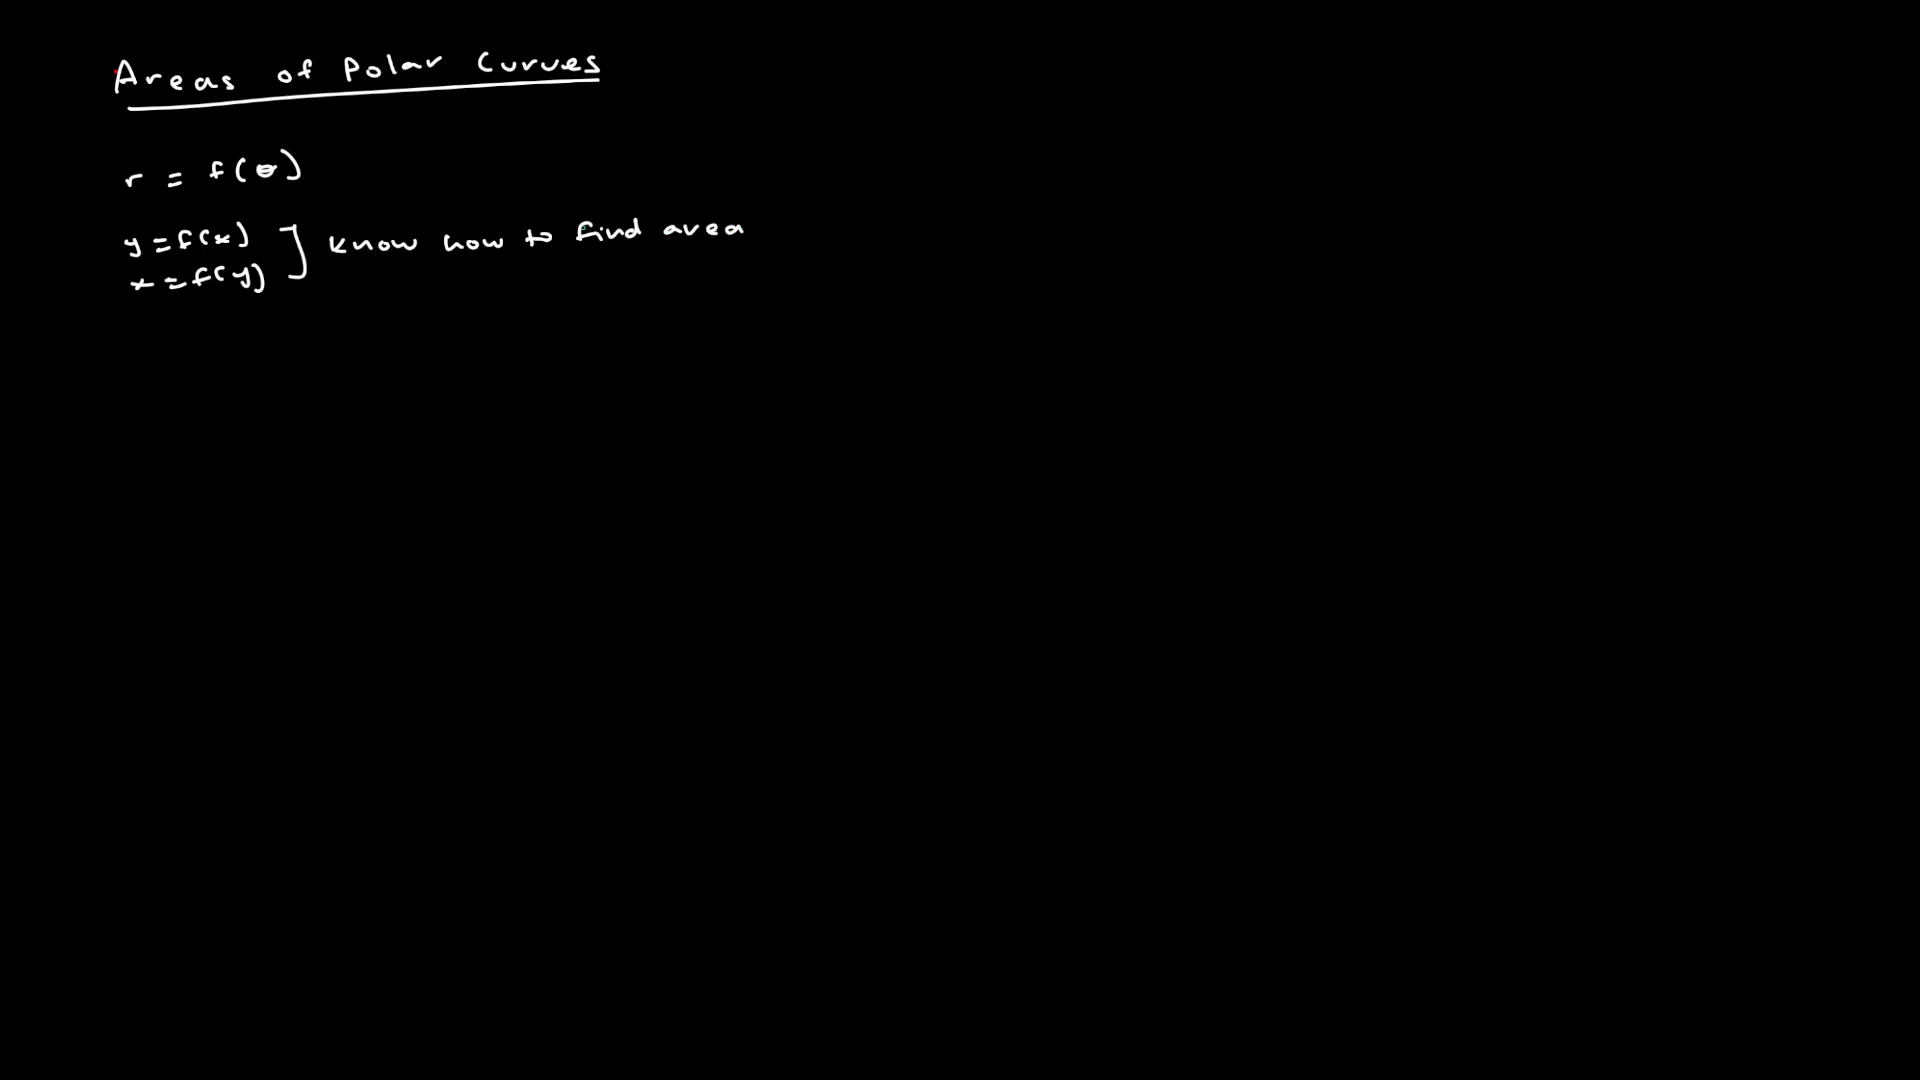 Areas of Polar Curves
r = f(θ)
y = f(x) ] know how to find area
x = f(y)